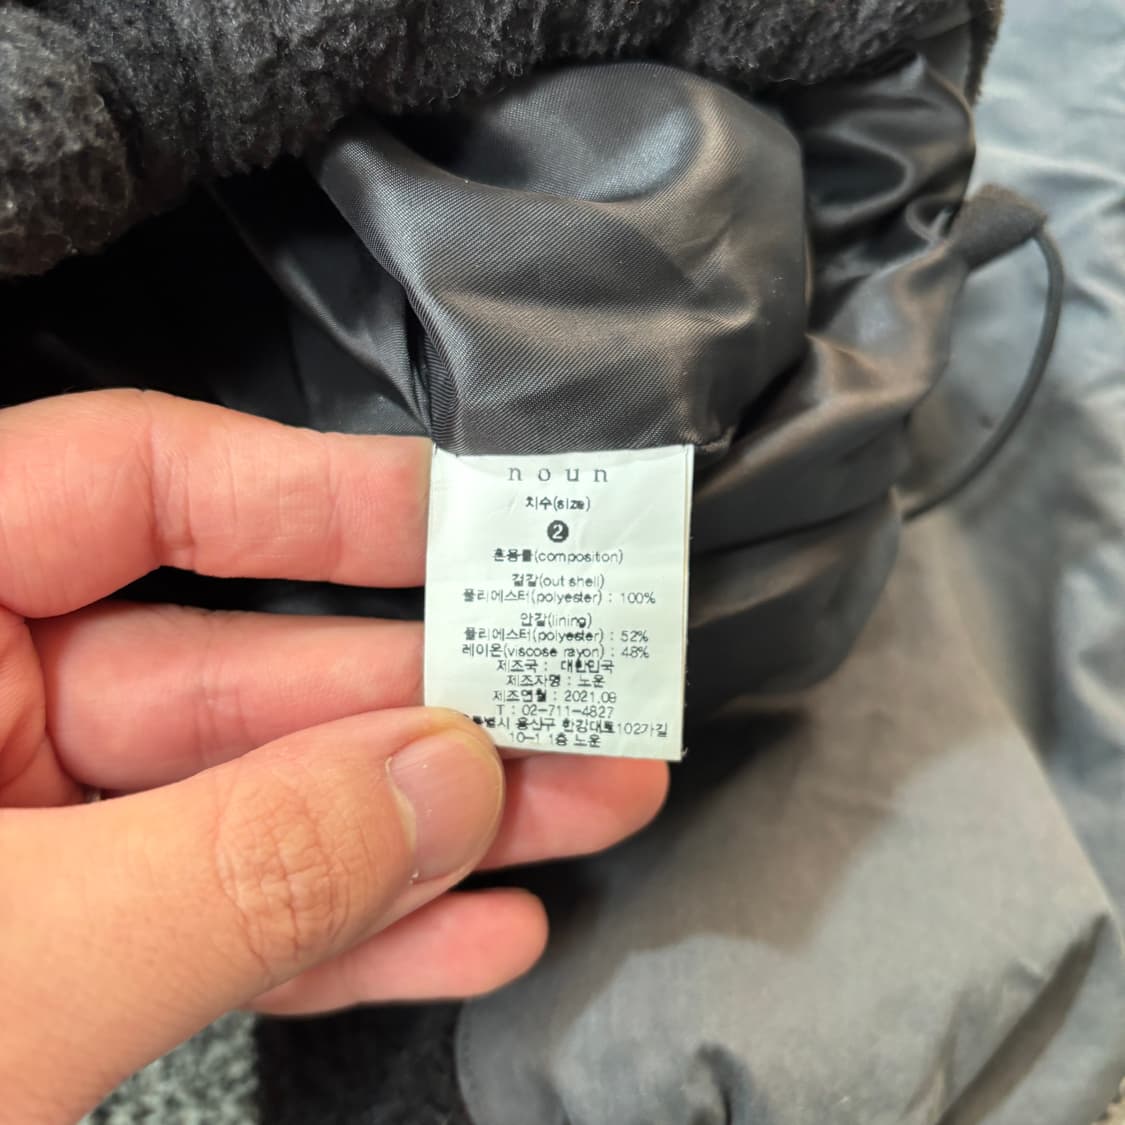 noun
치수(size)
2
혼용률(compositon)
겉감(out shell)
폴리에스터(polyester) : 100%
안감(lining)
폴리에스터(polyester) : 52%
레이온(viscose rayon) : 48%
제조국 : 대한민국
제조자명 : 노운
제조연월 : 2021.09
T : 02-711-4827
용산구 한강대로102가길
10-1 1층 노운